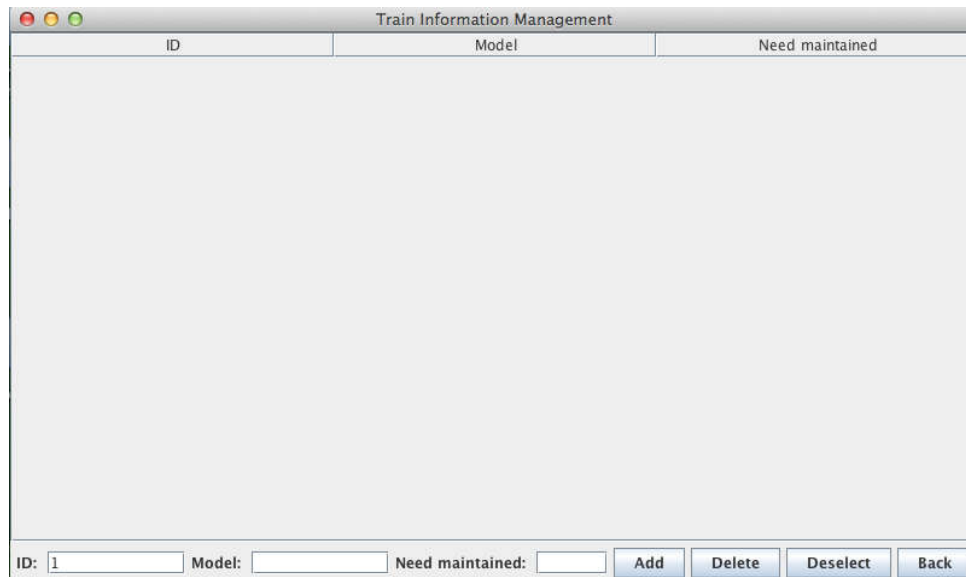 Train Information Management
ID Model Need maintained
ID: 1 Model: Need maintained: Add Delete Deselect Back